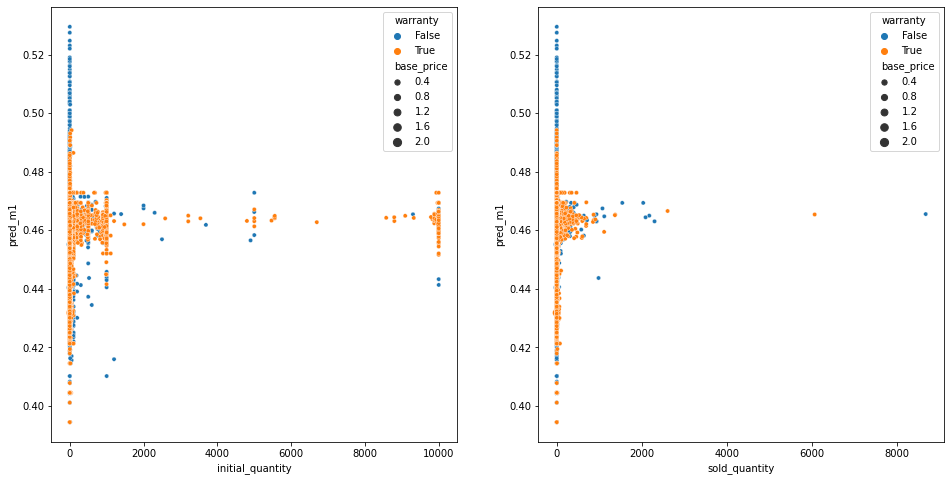 warranty
False
True
base_price
0.4
0.8
1.2
1.6
2.0
0.52
0.50
0.48
0.46
0.44
0.42
0.40
pred_m1
0 2000 4000 6000 8000 10000
initial_quantity
warranty
False
True
base_price
0.4
0.8
1.2
1.6
2.0
0.52
0.50
0.48
0.46
0.44
0.42
0.40
pred_m1
0 2000 4000 6000 8000
sold_quantity